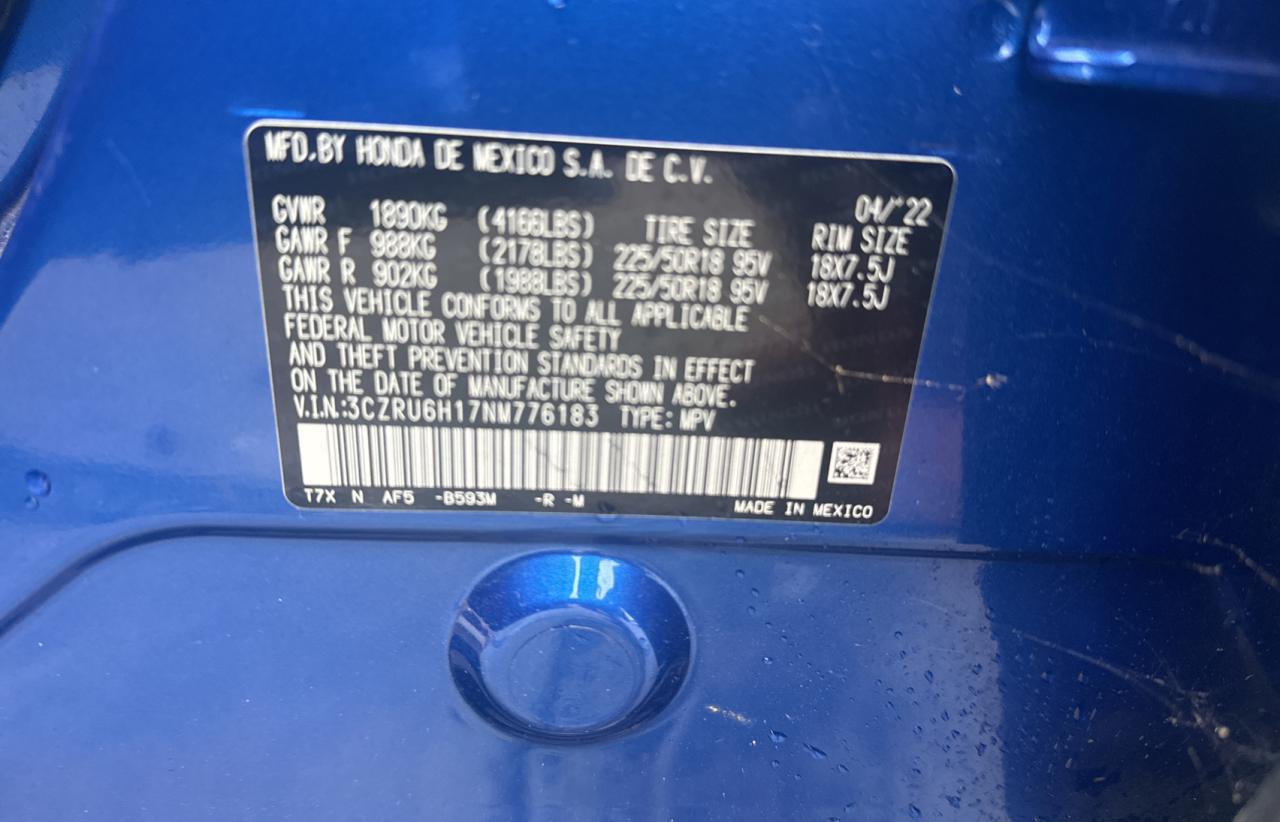 MFD.BY HONDA DE MEXICO S.A. DE C.V.
04/'22
GVWR 1890KG (4166LBS) TIRE SIZE RIM SIZE
GAWR F 988KG (2178LBS) 225/50R18 95V 18X7.5J
GAWR R 902KG (1988LBS) 225/50R18 95V 18X7.5J
THIS VEHICLE CONFORMS TO ALL APPLICABLE
FEDERAL MOTOR VEHICLE SAFETY
AND THEFT PREVENTION STANDARDS IN EFFECT
ON THE DATE OF MANUFACTURE SHOWN ABOVE.
V.I.N:3CZRU6H17NM776183 TYPE: MPV
T7X N AF5 -B593M -R -M MADE IN MEXICO